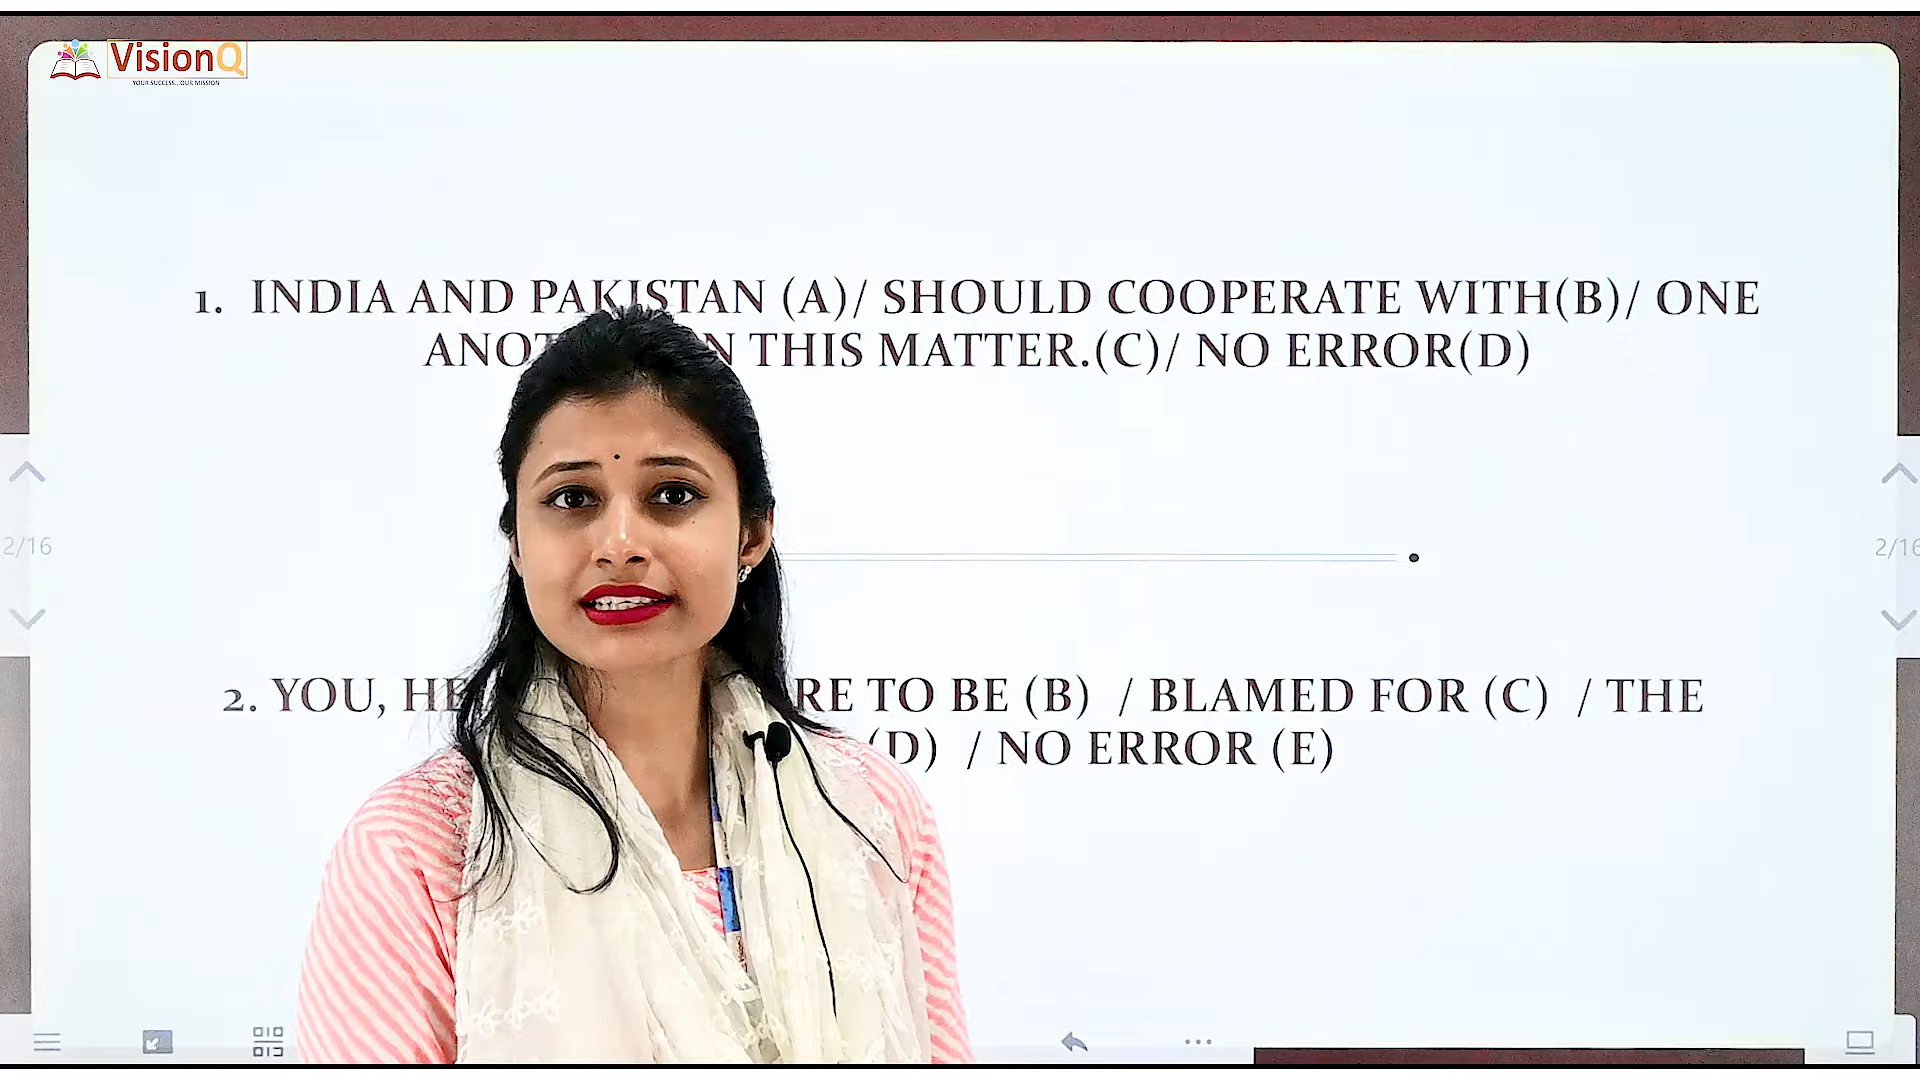 VisionQ
YOUR SUCCESS...OUR MISSION
1. INDIA AND PAKISTAN (A)/ SHOULD COOPERATE WITH(B)/ ONE
THIS MATTER.(C)/ NO ERROR(D)
2/16
2/16
2. YOU, HE TO BE (B) / BLAMED FOR (C) / THE
(D) / NO ERROR (E)